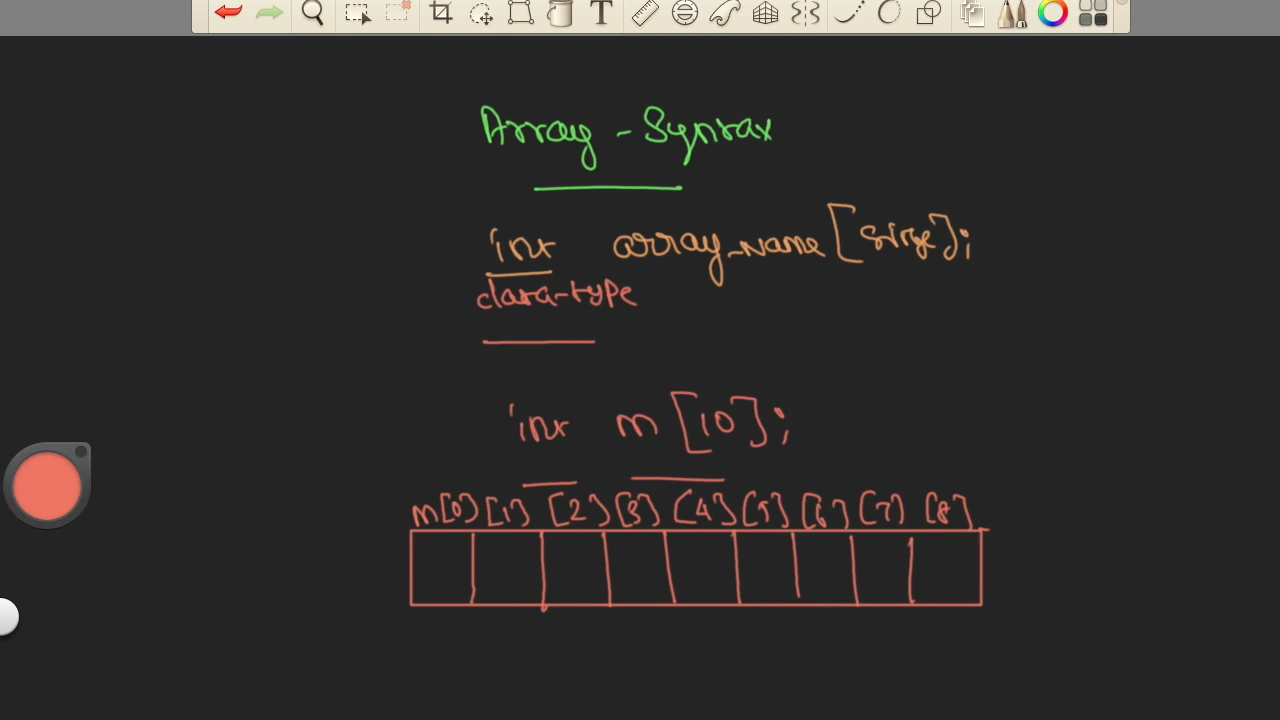 Array - Syntax
int array_name [size];
data-type
int m [10];
m[0] [1] [2] [3] [4] [5] [6] [7] [8]